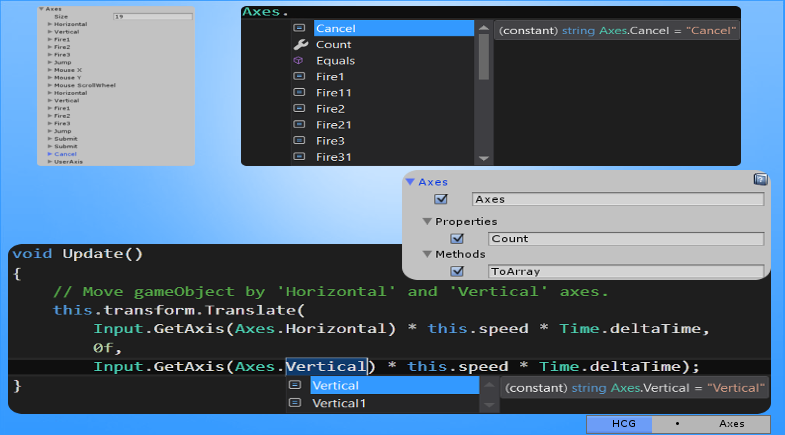 Axes
Size 19
Horizontal
Vertical
Fire1
Fire2
Fire3
Jump
Mouse X
Mouse Y
Mouse ScrollWheel
Horizontal
Vertical
Fire1
Fire2
Fire3
Jump
Submit
Submit
Cancel
UserAxis
Axes.
Cancel
Count
Equals
Fire1
Fire11
Fire2
Fire21
Fire3
Fire31
(constant) string Axes.Cancel = "Cancel"
Axes
Axes
Properties
Count
Methods
ToArray
void Update()
{
// Move gameObject by 'Horizontal' and 'Vertical' axes.
this.transform.Translate(
Input.GetAxis(Axes.Horizontal) * this.speed * Time.deltaTime,
0f,
Input.GetAxis(Axes.Vertical) * this.speed * Time.deltaTime);
}
Vertical
Vertical1
(constant) string Axes.Vertical = "Vertical"
HCG • Axes